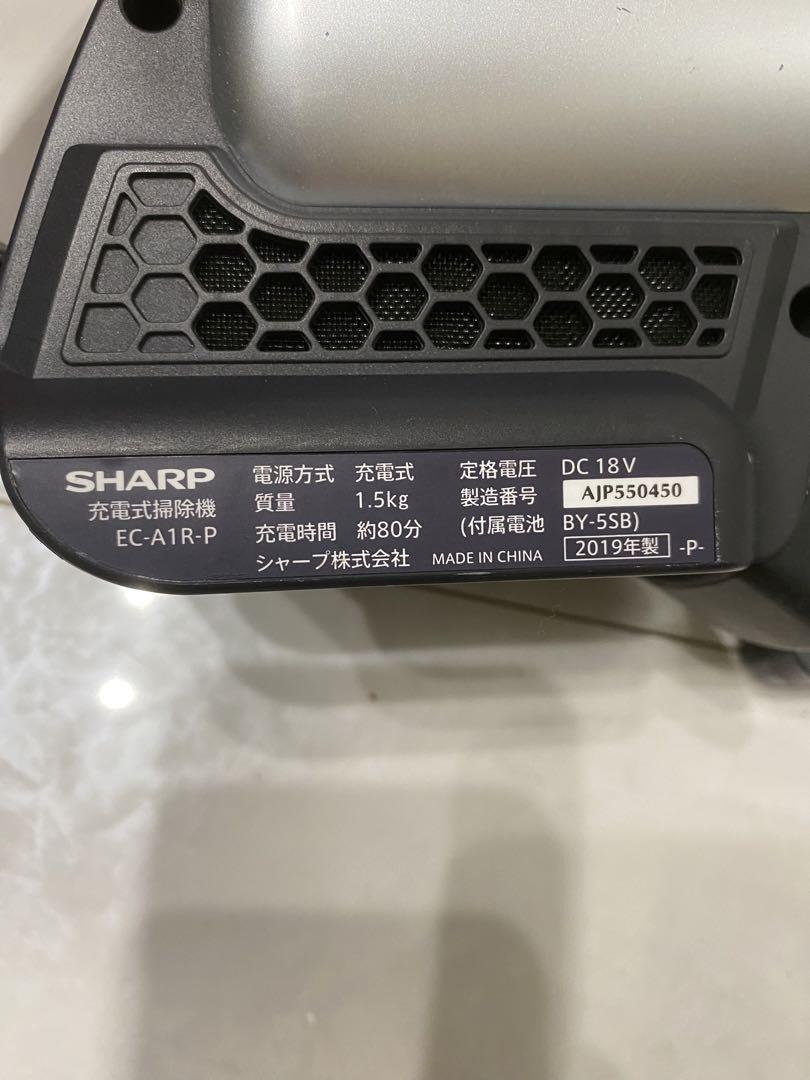 SHARP
充電式掃除機
EC-A1R-P
電源方式 充電式
質量 1.5kg
充電時間 約80分
シャープ株式会社 MADE IN CHINA
定格電圧 DC 18V
製造番号 AJP550450
(付属電池 BY-5SB)
2019年製 -P-